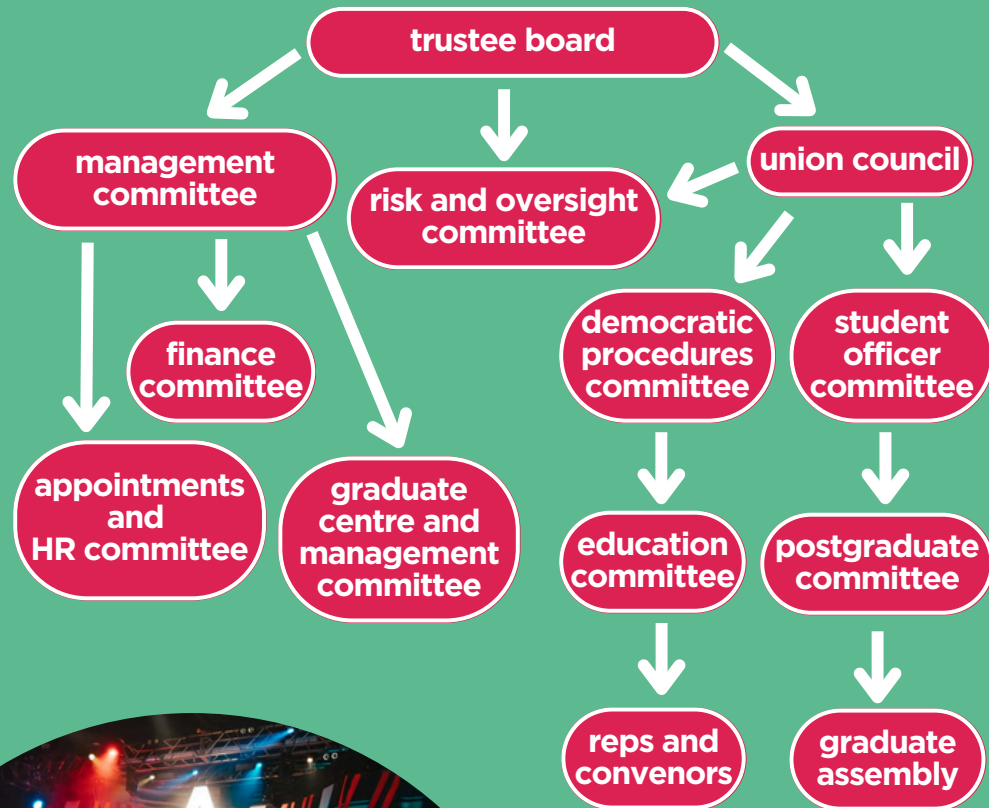 trustee board
management
committee
risk and oversight
committee
union council
finance
committee
democratic
procedures
committee
student
officer
committee
appointments
and
HR committee
graduate
centre and
management
committee
education
committee
postgraduate
committee
reps and
convenors
graduate
assembly